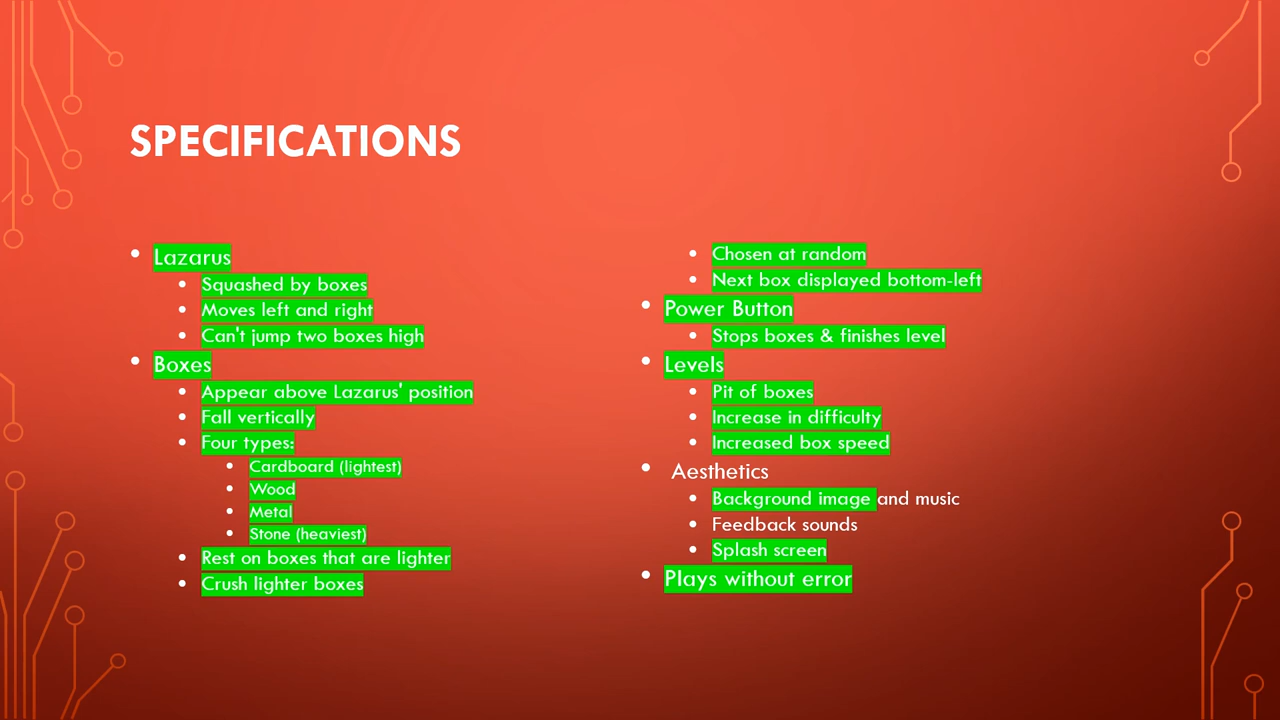 SPECIFICATIONS
Lazarus
Squashed by boxes
Moves left and right
Can't jump two boxes high
Boxes
Appear above Lazarus' position
Fall vertically
Four types:
Cardboard (lightest)
Wood
Metal
Stone (heaviest)
Rest on boxes that are lighter
Crush lighter boxes
Chosen at random
Next box displayed bottom-left
Power Button
Stops boxes & finishes level
Levels
Pit of boxes
Increase in difficulty
Increased box speed
Aesthetics
Background image and music
Feedback sounds
Splash screen
Plays without error